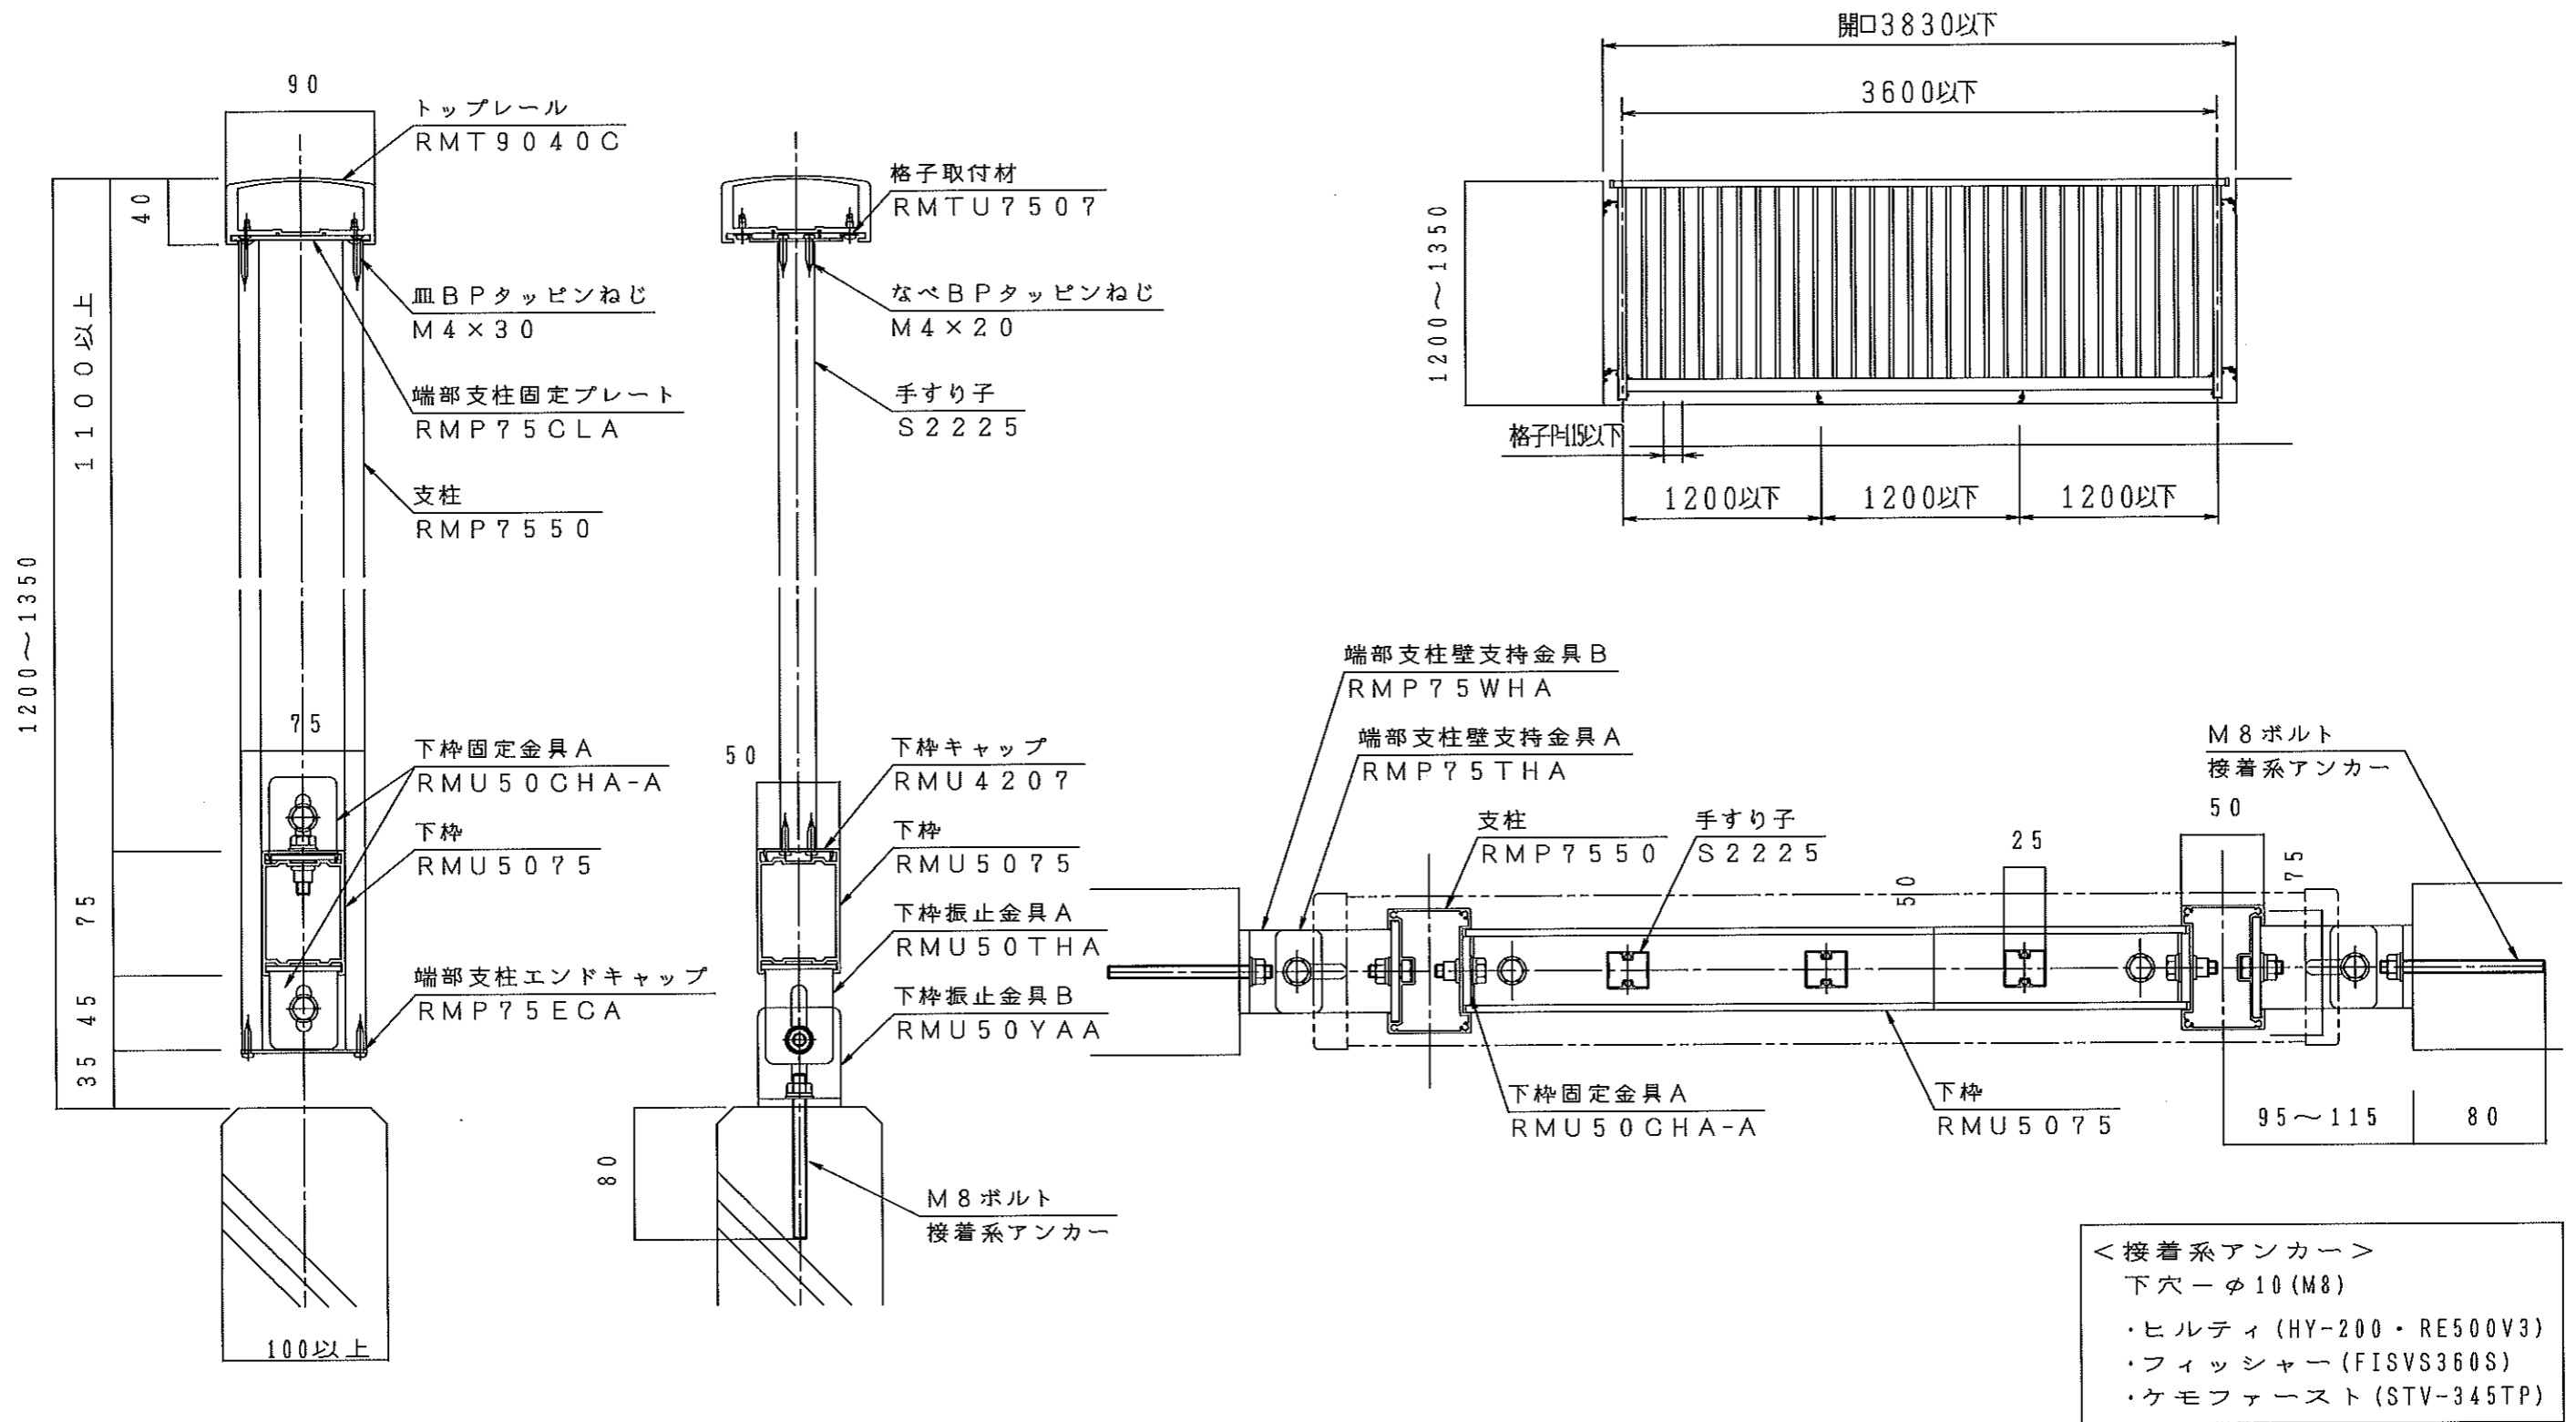 90
トップレール
RMT9040C
40
皿BPタッピンねじ
M4×30
端部支柱固定プレート
RMP75CLA
1100以上
支柱
RMP7550
1200～1350
75
下枠固定金具A
RMU50CHA-A
下枠
RMU5075
75
45
35
端部支柱エンドキャップ
RMP75ECA
100以上
格子取付材
RMTU7507
なべBPタッピンねじ
M4×20
手すり子
S2225
50
下枠キャップ
RMU4207
下枠
RMU5075
下枠振止金具A
RMU50THA
下枠振止金具B
RMU50YAA
80
M8ボルト
接着系アンカー
開口3830以下
3600以下
1200～1350
格子P=115以下
1200以下 1200以下 1200以下
端部支柱壁支持金具B
RMP75WHA
端部支柱壁支持金具A
RMP75THA
支柱
RMP7550
手すり子
S2225
50
25
50
75
M8ボルト
接着系アンカー
下枠固定金具A
RMU50CHA-A
下枠
RMU5075
95～115
80
＜接着系アンカー＞
下穴－φ10(M8)
・ヒルティ(HY-200・RE500V3)
・フィッシャー(FISVS360S)
・ケモファースト(STV-345TP)